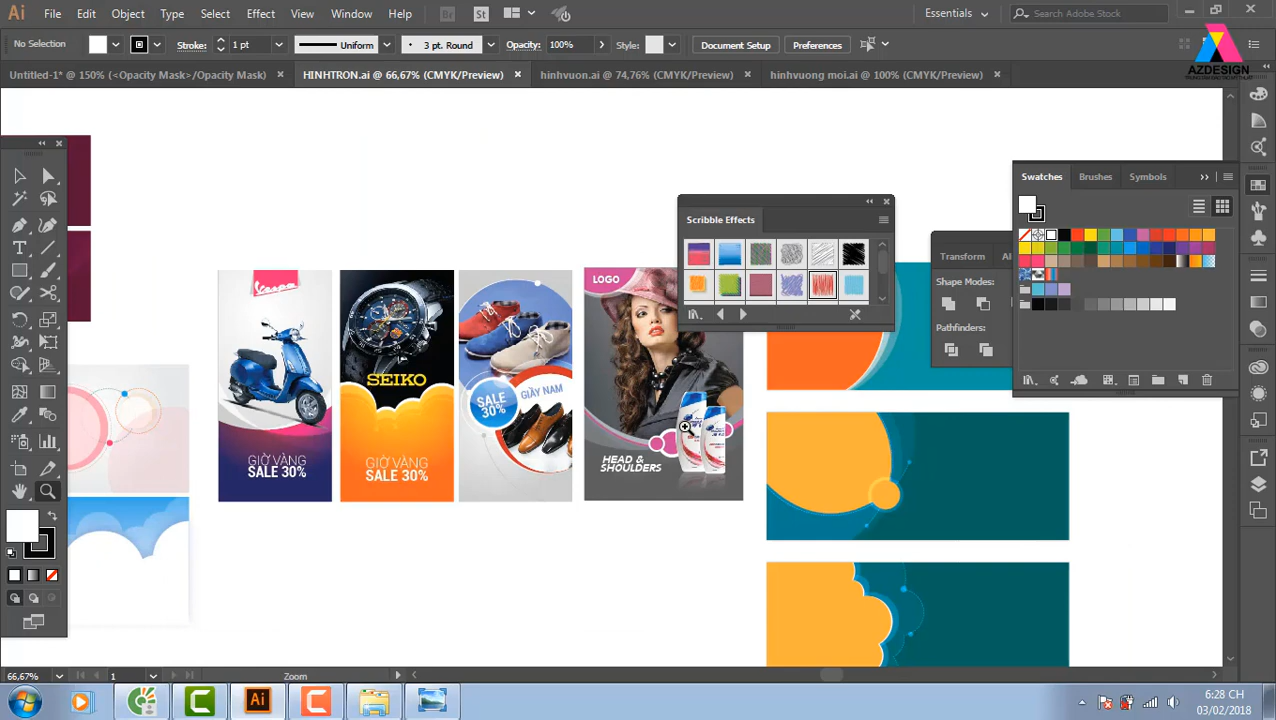 Ai File Edit Object Type Select Effect View Window Help Br St Essentials Search Adobe Stock
No Selection Stroke: 1 pt Uniform 3 pt. Round Opacity: 100% Style: Document Setup Preferences
AZDESIGN
Untitled-1* @ 150% (<Opacity Mask>/Opacity Mask) HINHTRON.ai @ 66,67% (CMYK/Preview) hinhvuon.ai @ 74,76% (CMYK/Preview) hinhvuong moi.ai @ 100% (CMYK/Preview)
Swatches Brushes Symbols
Scribble Effects
Transform
Shape Modes:
Pathfinders:
Vespa
LOGO
SEIKO
SALE
30%
GIÀY NAM
GIỜ VÀNG
SALE 30%
GIỜ VÀNG
SALE 30%
HEAD &
SHOULDERS
66,67% 1 Zoom
Ai
6:28 CH
03/02/2018